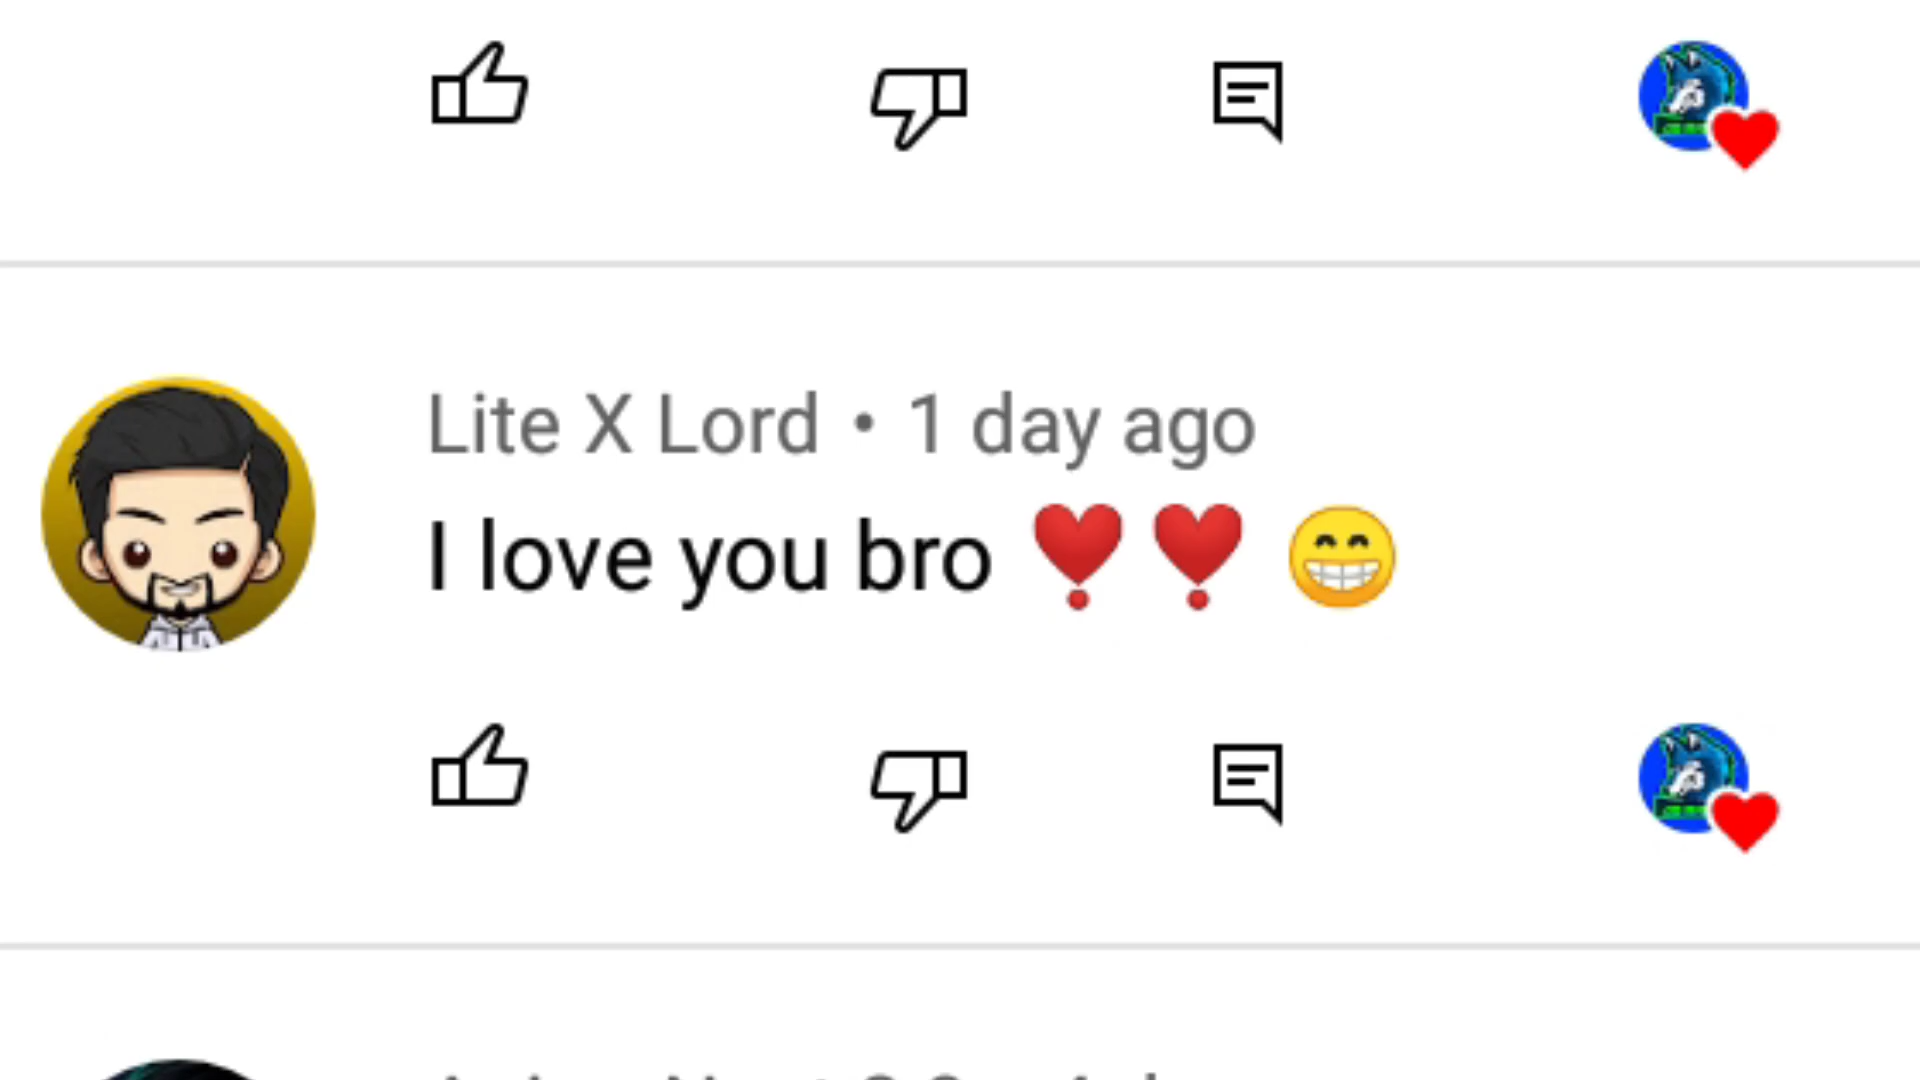 Lite X Lord • 1 day ago
I love you bro ❣️❣️ 😁